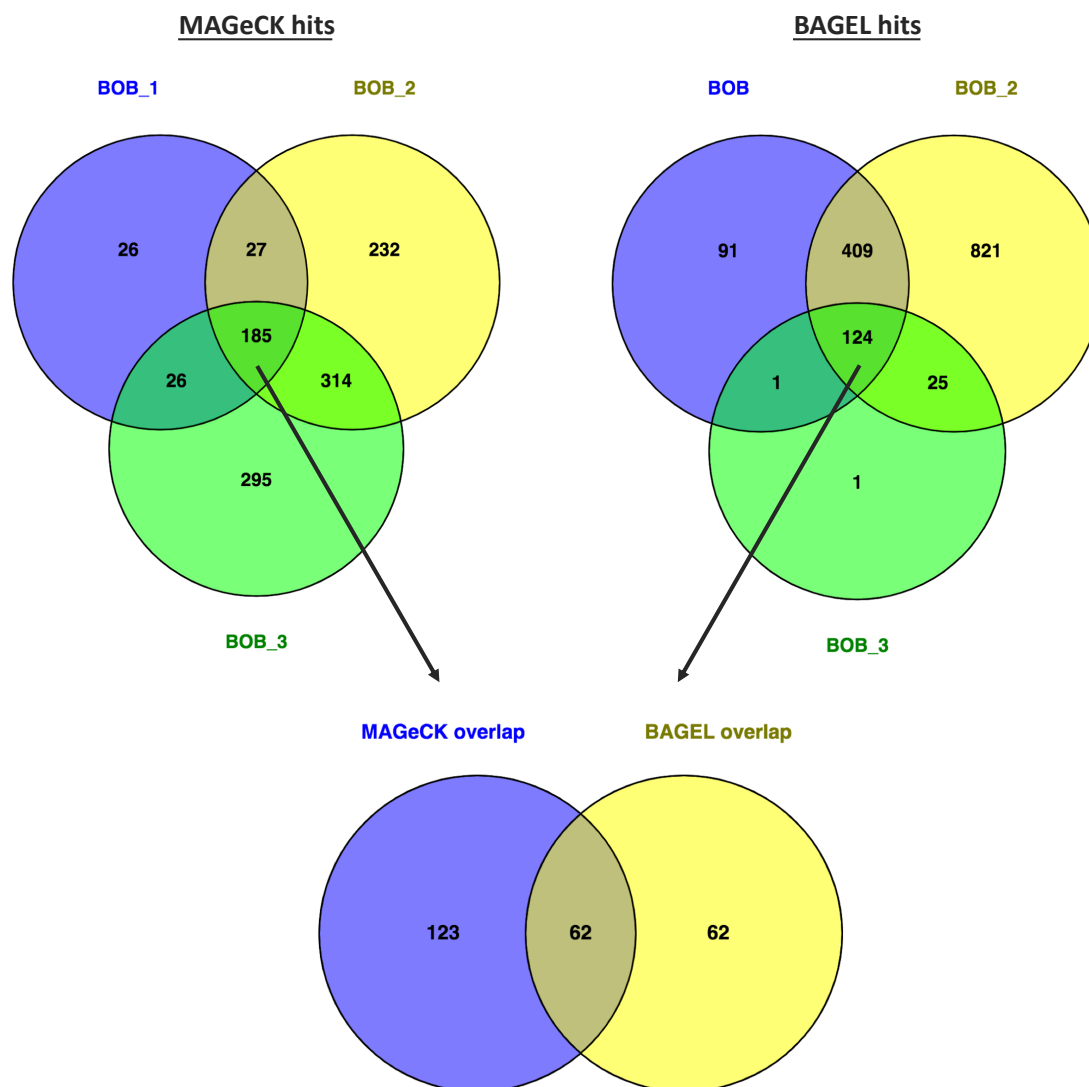 MAGeCK hits
BAGEL hits
BOB_1
BOB_2
BOB
BOB_2
26
27
232
91
409
821
185
124
26
314
1
25
295
1
BOB_3
BOB_3
MAGeCK overlap
BAGEL overlap
123
62
62